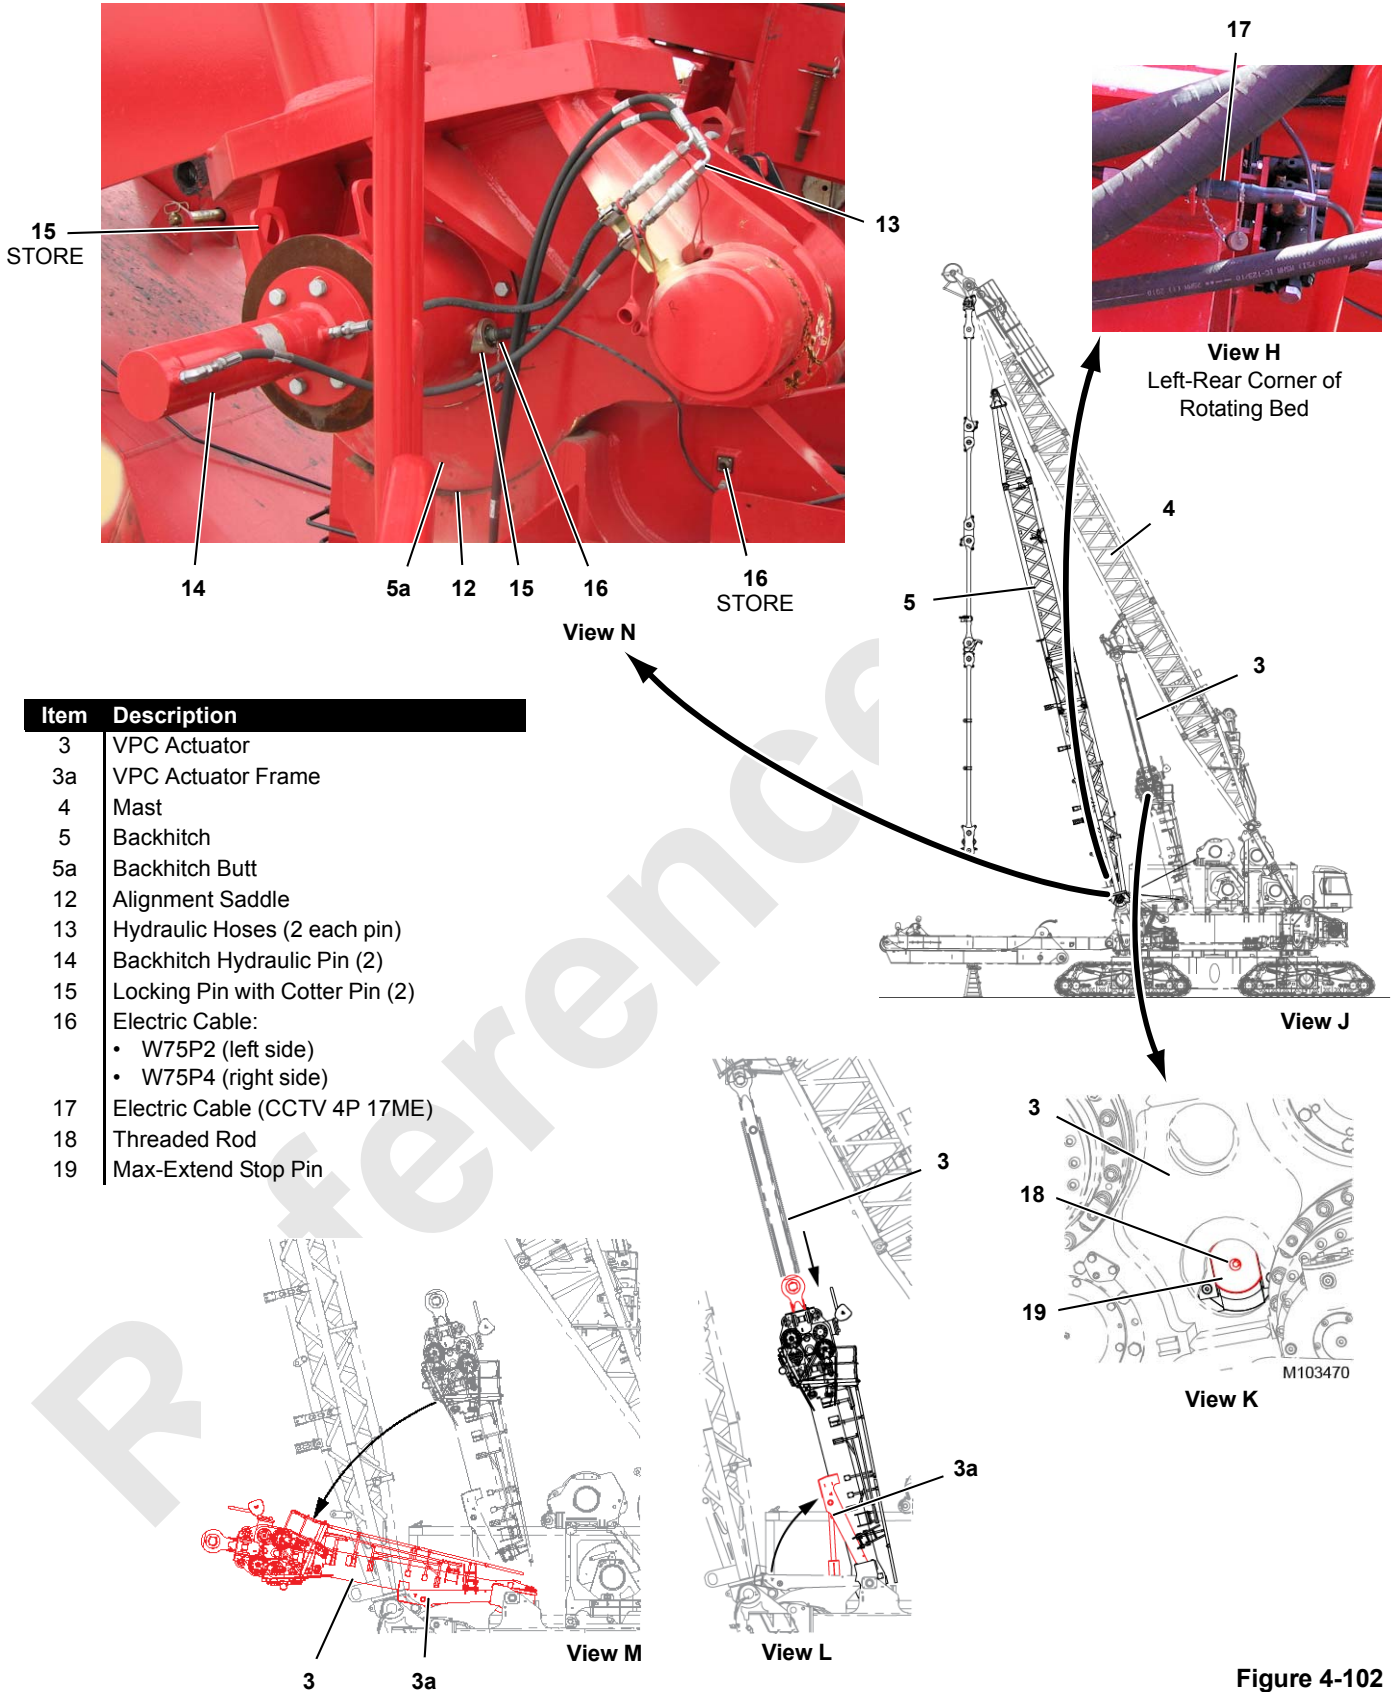 17
15
STORE
13
View H
Left-Rear Corner of
Rotating Bed
4
14
5a
12
15
16
16
STORE
5
View N
3
Item Description
3 VPC Actuator
3a VPC Actuator Frame
4 Mast
5 Backhitch
5a Backhitch Butt
12 Alignment Saddle
13 Hydraulic Hoses (2 each pin)
14 Backhitch Hydraulic Pin (2)
15 Locking Pin with Cotter Pin (2)
16 Electric Cable:
• W75P2 (left side)
• W75P4 (right side)
17 Electric Cable (CCTV 4P 17ME)
18 Threaded Rod
19 Max-Extend Stop Pin
View J
3
18
19
M103470
View K
3
3a
View L
View M
3
3a
Figure 4-102